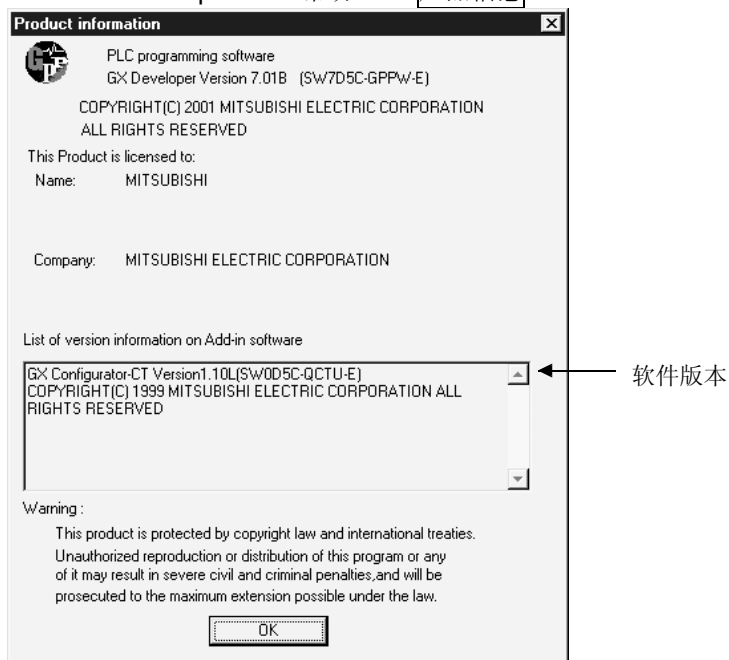 Product information
PLC programming software
GX Developer Version 7.01B (SW7D5C-GPPW-E)
COPYRIGHT(C) 2001 MITSUBISHI ELECTRIC CORPORATION
ALL RIGHTS RESERVED
This Product is licensed to:
Name: MITSUBISHI
Company: MITSUBISHI ELECTRIC CORPORATION
List of version information on Add-in software
GX Configurator-CT Version1.10L(SW0D5C-QCTU-E)
COPYRIGHT(C) 1999 MITSUBISHI ELECTRIC CORPORATION ALL
RIGHTS RESERVED
软件版本
Warning :
This product is protected by copyright law and international treaties.
Unauthorized reproduction or distribution of this program or any
of it may result in severe civil and criminal penalties,and will be
prosecuted to the maximum extension possible under the law.
OK